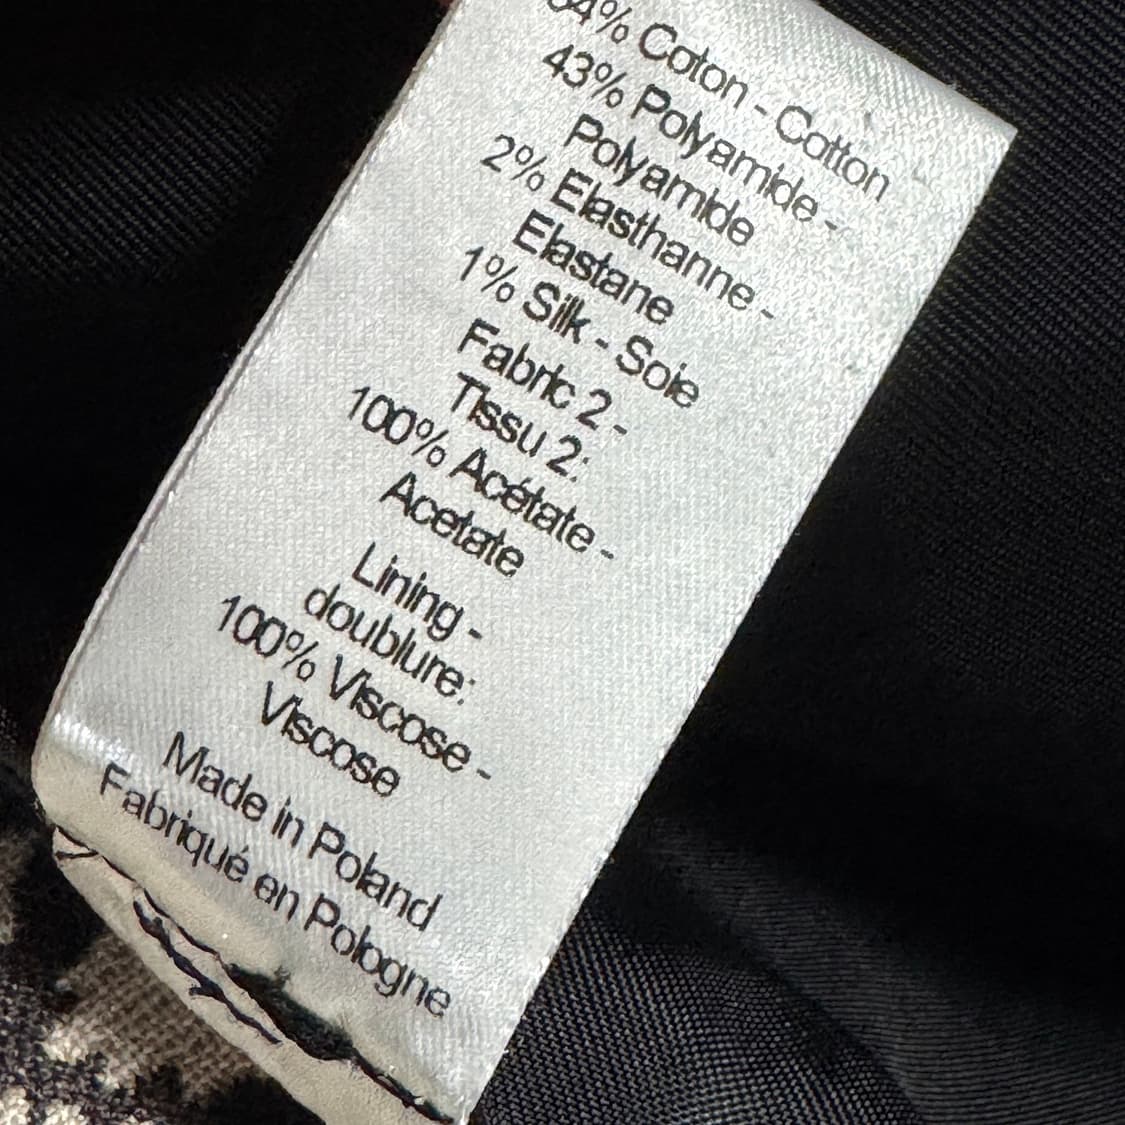 54% Coton - Cotton
43% Polyamide -
Polyamide
2% Elasthanne -
Elastane
1% Silk - Soie
Fabric 2 -
Tissu 2:
100% Acétate -
Acetate
Lining -
doublure:
100% Viscose -
Viscose
Made in Poland
Fabriqué en Pologne